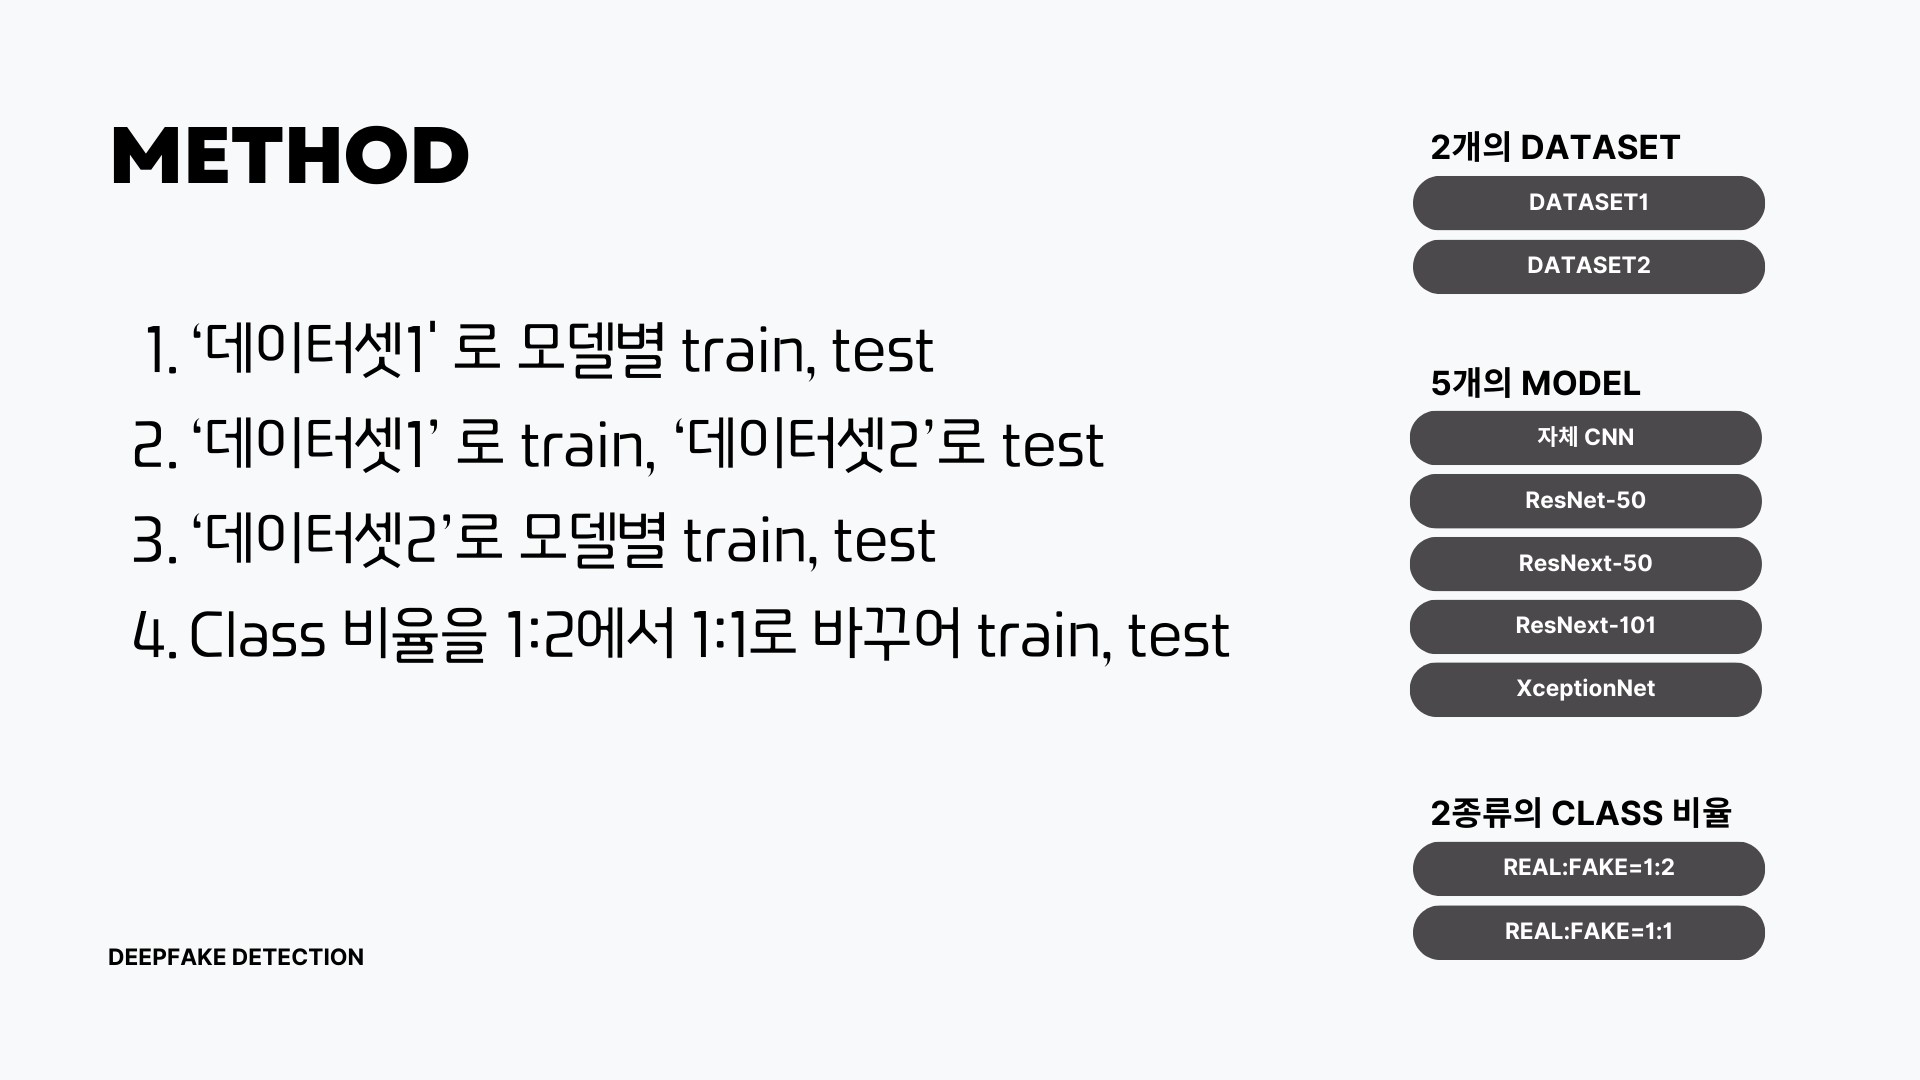 METHOD
1. ‘데이터셋1' 로 모델별 train, test
2. ‘데이터셋1’ 로 train, ‘데이터셋2’로 test
3. ‘데이터셋2’로 모델별 train, test
4. Class 비율을 1:2에서 1:1로 바꾸어 train, test
DEEPFAKE DETECTION
2개의 DATASET
DATASET1
DATASET2
5개의 MODEL
자체 CNN
ResNet-50
ResNext-50
ResNext-101
XceptionNet
2종류의 CLASS 비율
REAL:FAKE=1:2
REAL:FAKE=1:1